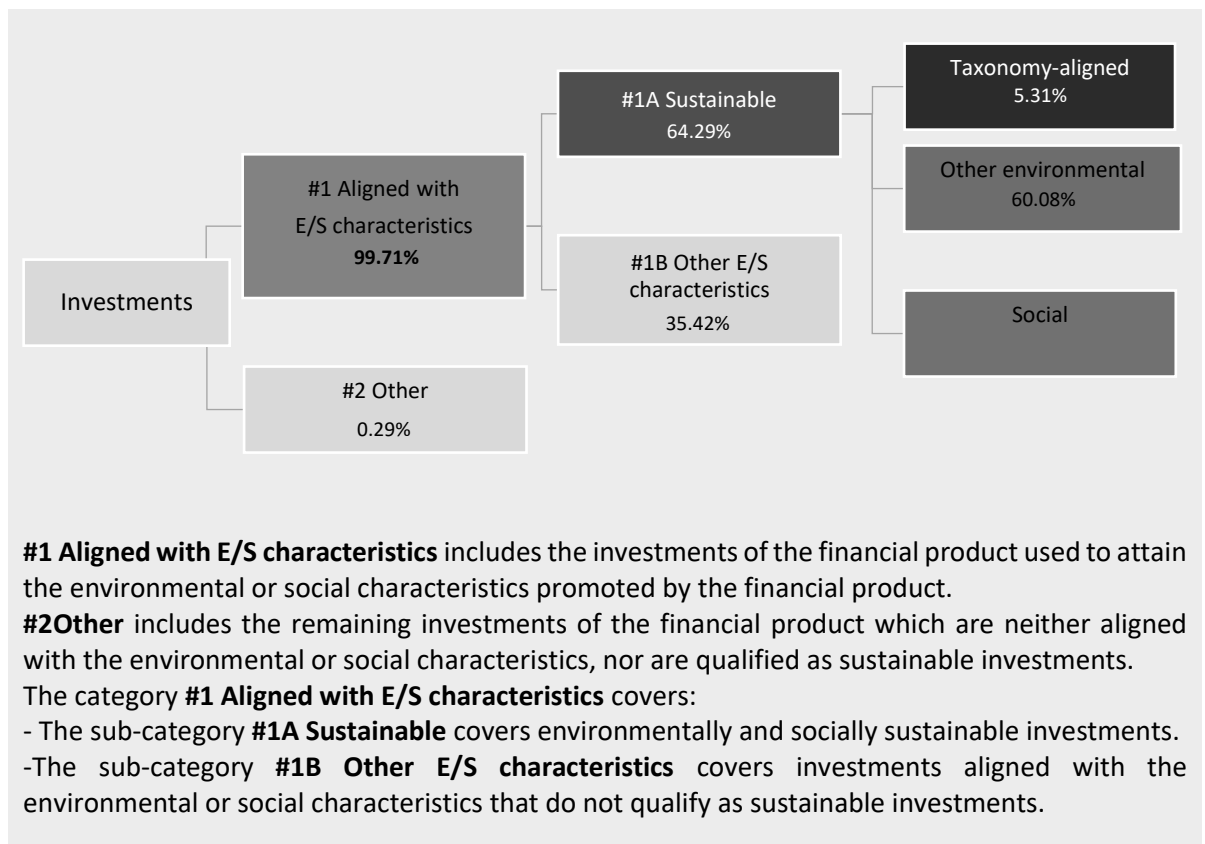 Investments
#1 Aligned with
E/S characteristics
99.71%
#2 Other
0.29%
#1A Sustainable
64.29%
#1B Other E/S
characteristics
35.42%
Taxonomy-aligned
5.31%
Other environmental
60.08%
Social
#1 Aligned with E/S characteristics includes the investments of the financial product used to attain
the environmental or social characteristics promoted by the financial product.
#2Other includes the remaining investments of the financial product which are neither aligned
with the environmental or social characteristics, nor are qualified as sustainable investments.
The category #1 Aligned with E/S characteristics covers:
- The sub-category #1A Sustainable covers environmentally and socially sustainable investments.
-The sub-category #1B Other E/S characteristics covers investments aligned with the
environmental or social characteristics that do not qualify as sustainable investments.